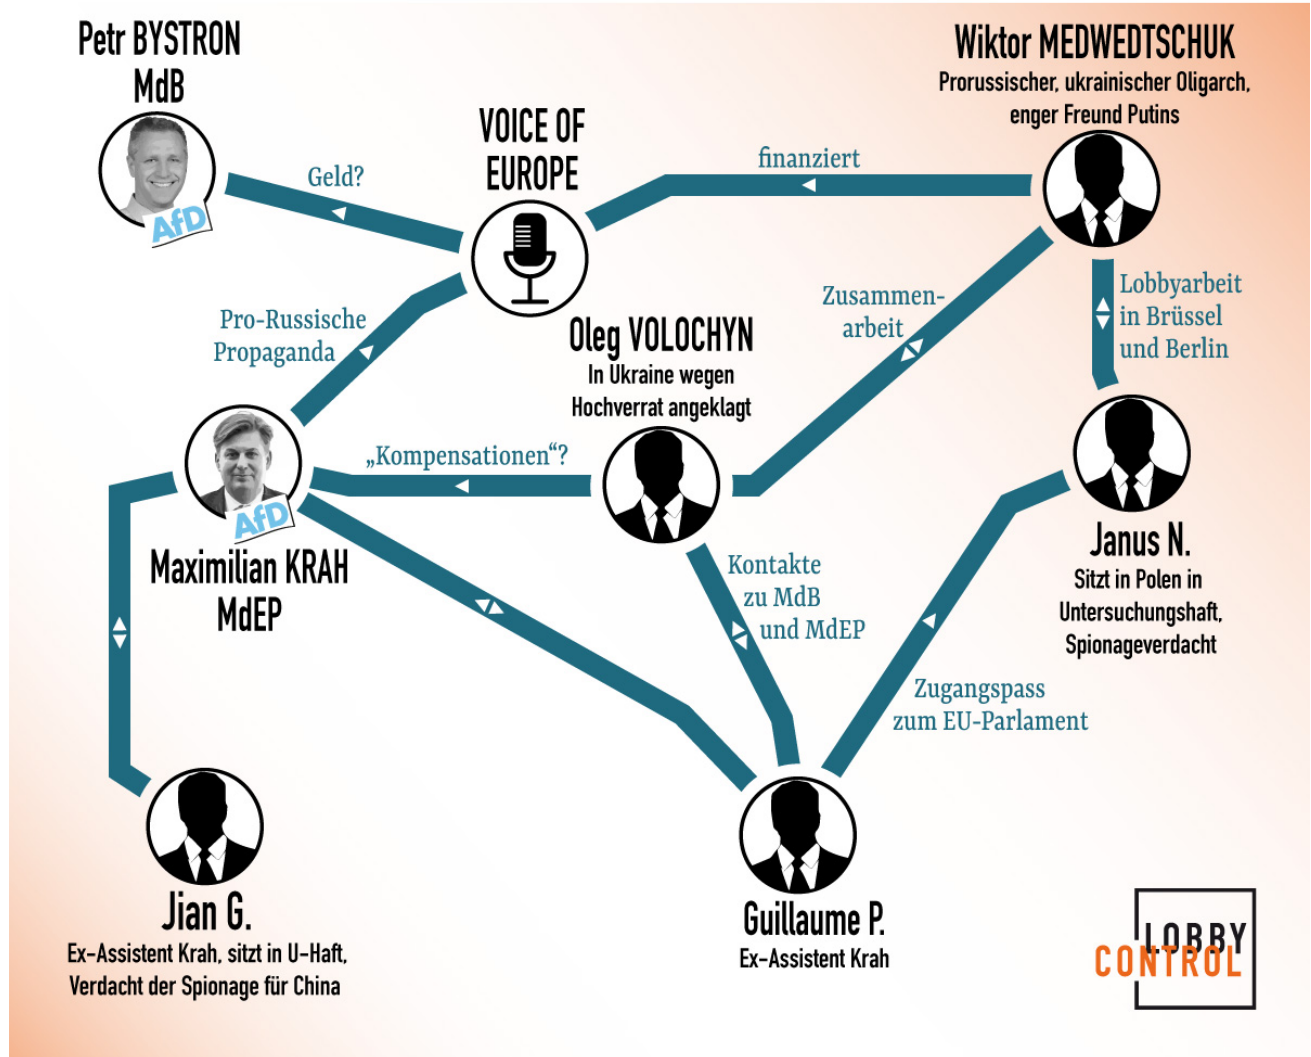 Petr BYSTRON
MdB
AfD
Geld?
VOICE OF
EUROPE
finanziert
Wiktor MEDWEDTSCHUK
Prorussischer, ukrainischer Oligarch,
enger Freund Putins
Pro-Russische
Propaganda
Oleg VOLOCHYN
In Ukraine wegen
Hochverrat angeklagt
Zusammen-
arbeit
Lobbyarbeit
in Brüssel
und Berlin
„Kompensationen“?
AfD
Maximilian KRAH
MdEP
Kontakte
zu MdB
und MdEP
Janus N.
Sitzt in Polen in
Untersuchungshaft,
Spionageverdacht
Zugangspass
zum EU-Parlament
Jian G.
Ex-Assistent Krah, sitzt in U-Haft,
Verdacht der Spionage für China
Guillaume P.
Ex-Assistent Krah
LOBBY
CONTROL